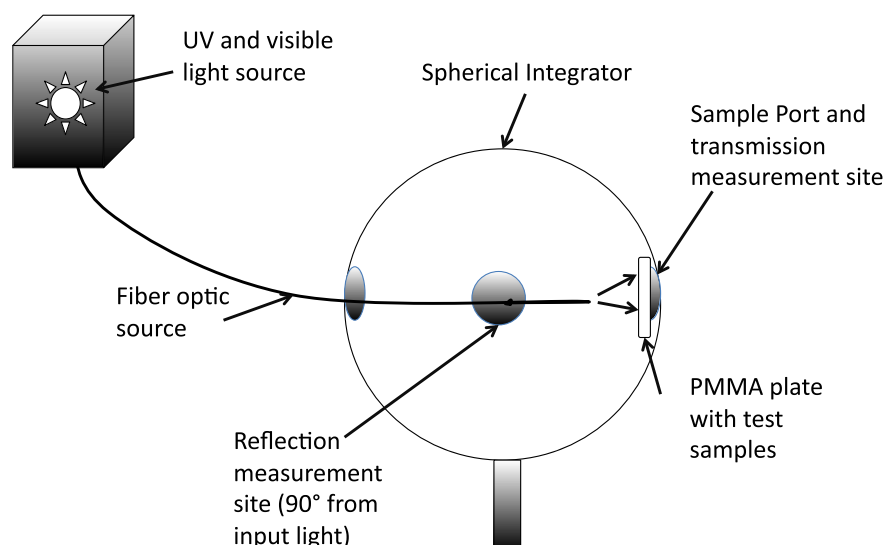 UV and visible
light source
Spherical Integrator
Sample Port and
transmission
measurement site
Fiber optic
source
PMMA plate
with test
samples
Reflection
measurement
site (90° from
input light)